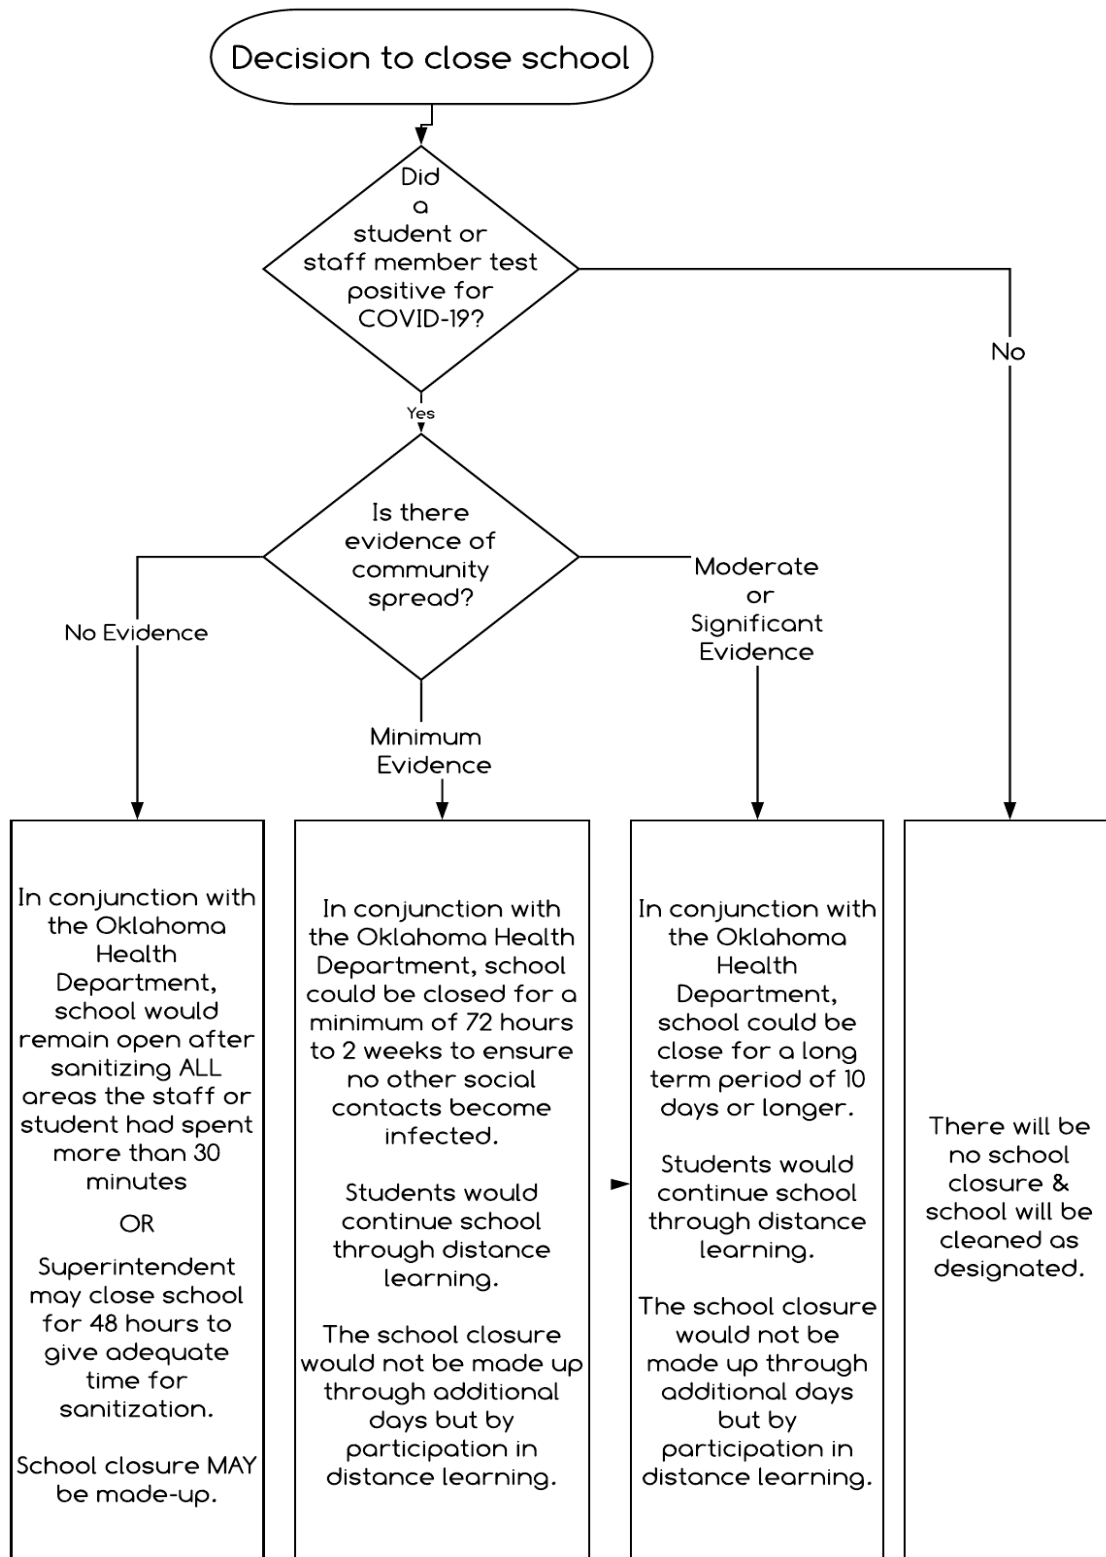 Decision to close school
Did
a
student or
staff member test
positive for
COVID-19?
No
Yes
Is there
evidence of
community
spread?
No Evidence
Moderate
or
Significant
Evidence
Minimum
Evidence
In conjunction with
the Oklahoma
Health
Department,
school would
remain open after
sanitizing ALL
areas the staff or
student had spent
more than 30
minutes
OR
Superintendent
may close school
for 48 hours to
give adequate
time for
sanitization.
School closure MAY
be made-up.
In conjunction with
the Oklahoma Health
Department, school
could be closed for a
minimum of 72 hours
to 2 weeks to ensure
no other social
contacts become
infected.
Students would
continue school
through distance
learning.
The school closure
would not be made up
through additional
days but by
participation in
distance learning.
In conjunction with
the Oklahoma
Health
Department,
school could be
close for a long
term period of 10
days or longer.
Students would
continue school
through distance
learning.
The school closure
would not be
made up through
additional days
but by
participation in
distance learning.
There will be
no school
closure &
school will be
cleaned as
designated.